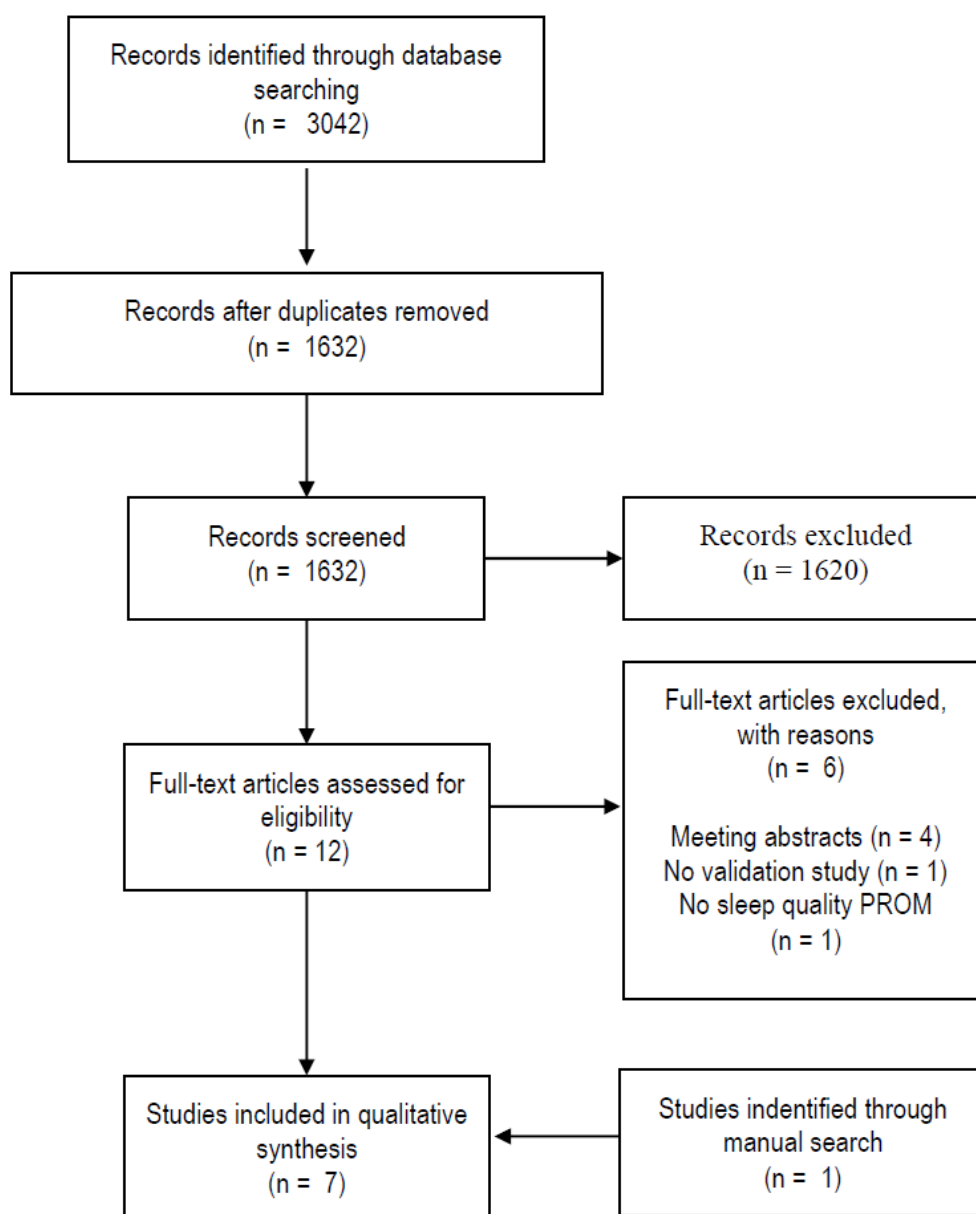 Records identified through database
searching
(n = 3042)
Records after duplicates removed
(n = 1632)
Records screened
(n = 1632)
Records excluded
(n = 1620)
Full-text articles assessed for
eligibility
(n = 12)
Full-text articles excluded,
with reasons
(n = 6)
Meeting abstracts (n = 4)
No validation study (n = 1)
No sleep quality PROM
(n = 1)
Studies included in qualitative
synthesis
(n = 7)
Studies indentified through
manual search
(n = 1)